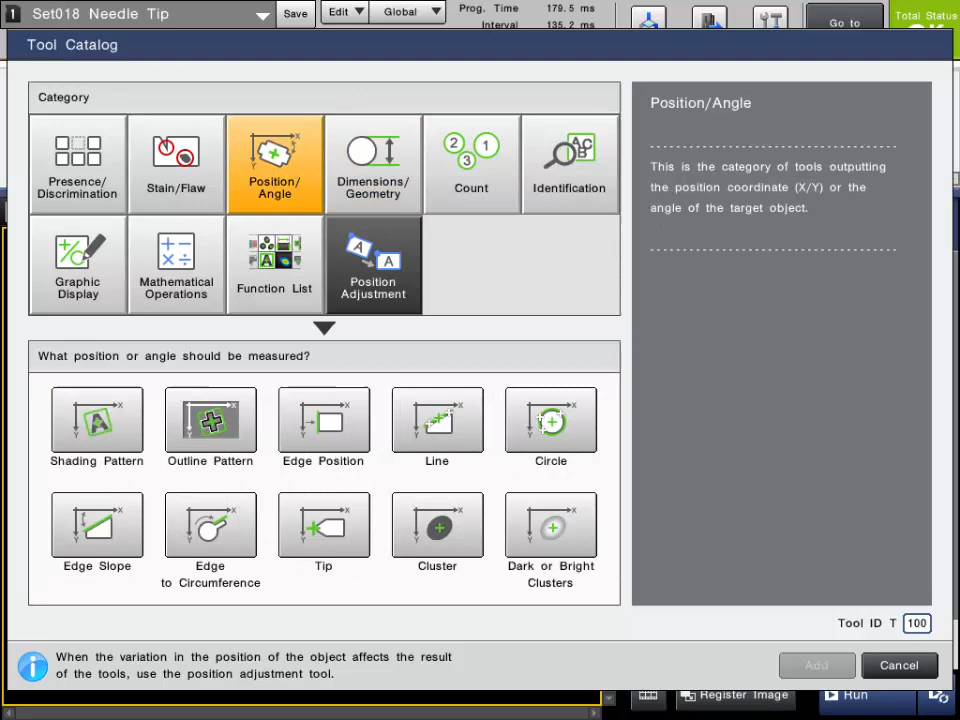 1 Set018 Needle Tip
Save
Edit
Global
Prog. Time 179.5 ms
Interval 135.2 ms
Go to
Total Status
Tool Catalog
Category
Presence/
Discrimination
Stain/Flaw
Position/
Angle
Dimensions/
Geometry
Count
Identification
Graphic
Display
Mathematical
Operations
Function List
Position
Adjustment
Position/Angle
This is the category of tools outputting
the position coordinate (X/Y) or the
angle of the target object.
What position or angle should be measured?
Shading Pattern
Outline Pattern
Edge Position
Line
Circle
Edge Slope
Edge
to Circumference
Tip
Cluster
Dark or Bright
Clusters
Tool ID T 100
When the variation in the position of the object affects the result
of the tools, use the position adjustment tool.
Add
Cancel
Register Image
Run